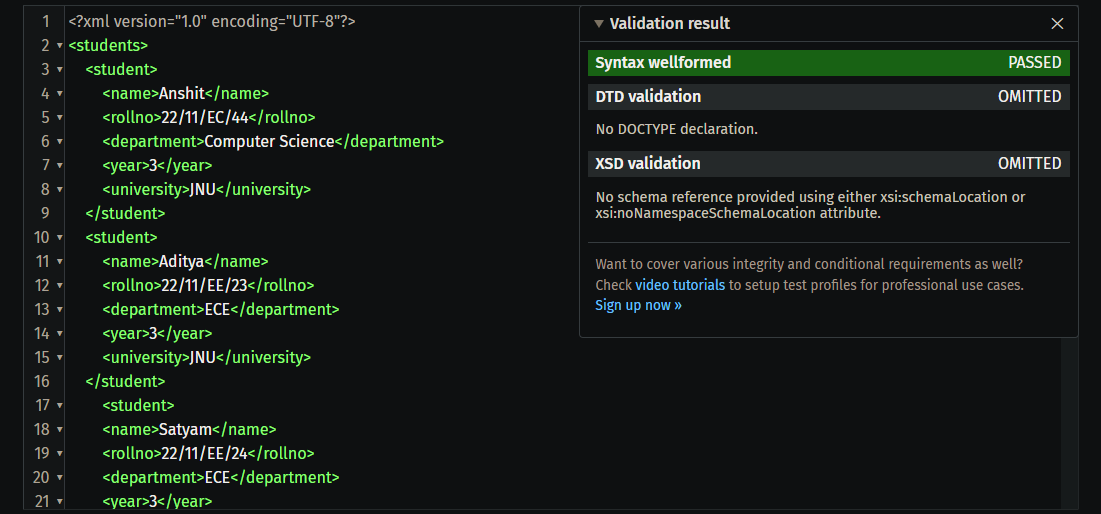 1 <?xml version="1.0" encoding="UTF-8"?>
2 <students>
3 <student>
4 <name>Anshit</name>
5 <rollno>22/11/EC/44</rollno>
6 <department>Computer Science</department>
7 <year>3</year>
8 <university>JNU</university>
9 </student>
10 <student>
11 <name>Aditya</name>
12 <rollno>22/11/EE/23</rollno>
13 <department>ECE</department>
14 <year>3</year>
15 <university>JNU</university>
16 </student>
17 <student>
18 <name>Satyam</name>
19 <rollno>22/11/EE/24</rollno>
20 <department>ECE</department>
21 <year>3</year>
Validation result
Syntax wellformed PASSED
DTD validation OMITTED
No DOCTYPE declaration.
XSD validation OMITTED
No schema reference provided using either xsi:schemaLocation or
xsi:noNamespaceSchemaLocation attribute.
Want to cover various integrity and conditional requirements as well?
Check video tutorials to setup test profiles for professional use cases.
Sign up now »